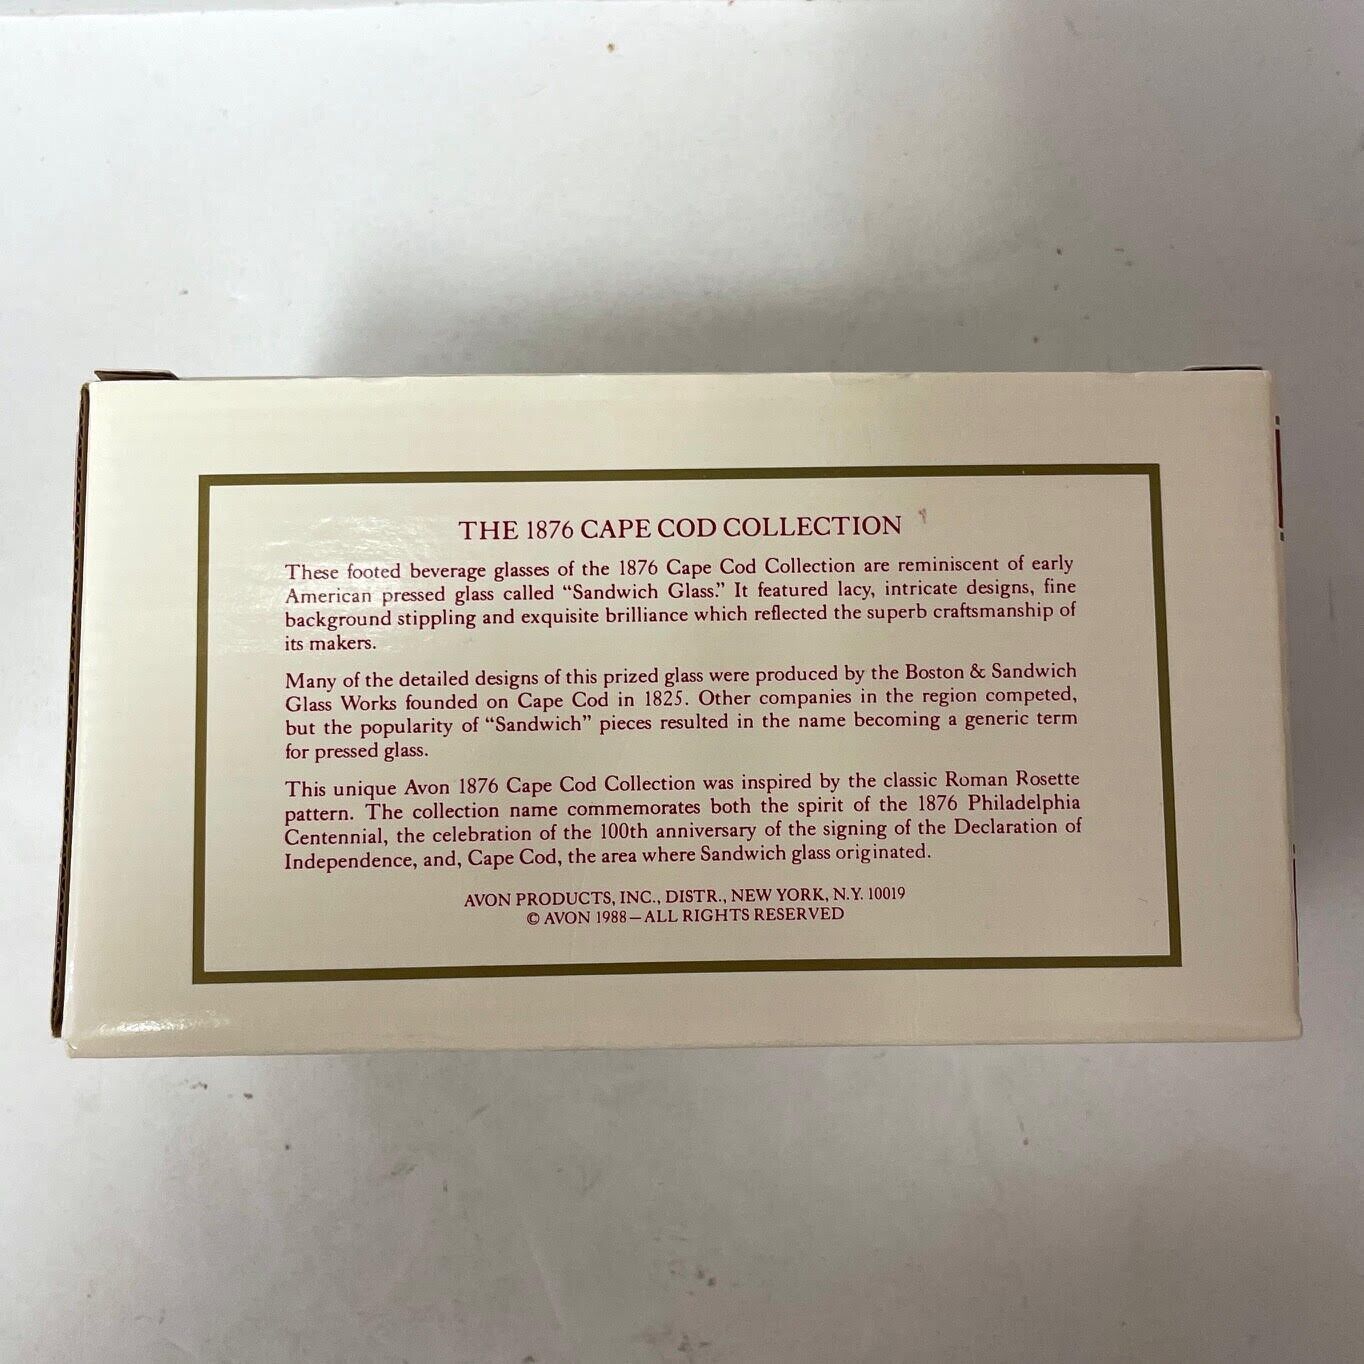 THE 1876 CAPE COD COLLECTION
These footed beverage glasses of the 1876 Cape Cod Collection are reminiscent of early
American pressed glass called “Sandwich Glass.” It featured lacy, intricate designs, fine
background stippling and exquisite brilliance which reflected the superb craftsmanship of
its makers.
Many of the detailed designs of this prized glass were produced by the Boston & Sandwich
Glass Works founded on Cape Cod in 1825. Other companies in the region competed,
but the popularity of “Sandwich” pieces resulted in the name becoming a generic term
for pressed glass.
This unique Avon 1876 Cape Cod Collection was inspired by the classic Roman Rosette
pattern. The collection name commemorates both the spirit of the 1876 Philadelphia
Centennial, the celebration of the 100th anniversary of the signing of the Declaration of
Independence, and, Cape Cod, the area where Sandwich glass originated.
AVON PRODUCTS, INC., DISTR., NEW YORK, N.Y. 10019
© AVON 1988—ALL RIGHTS RESERVED